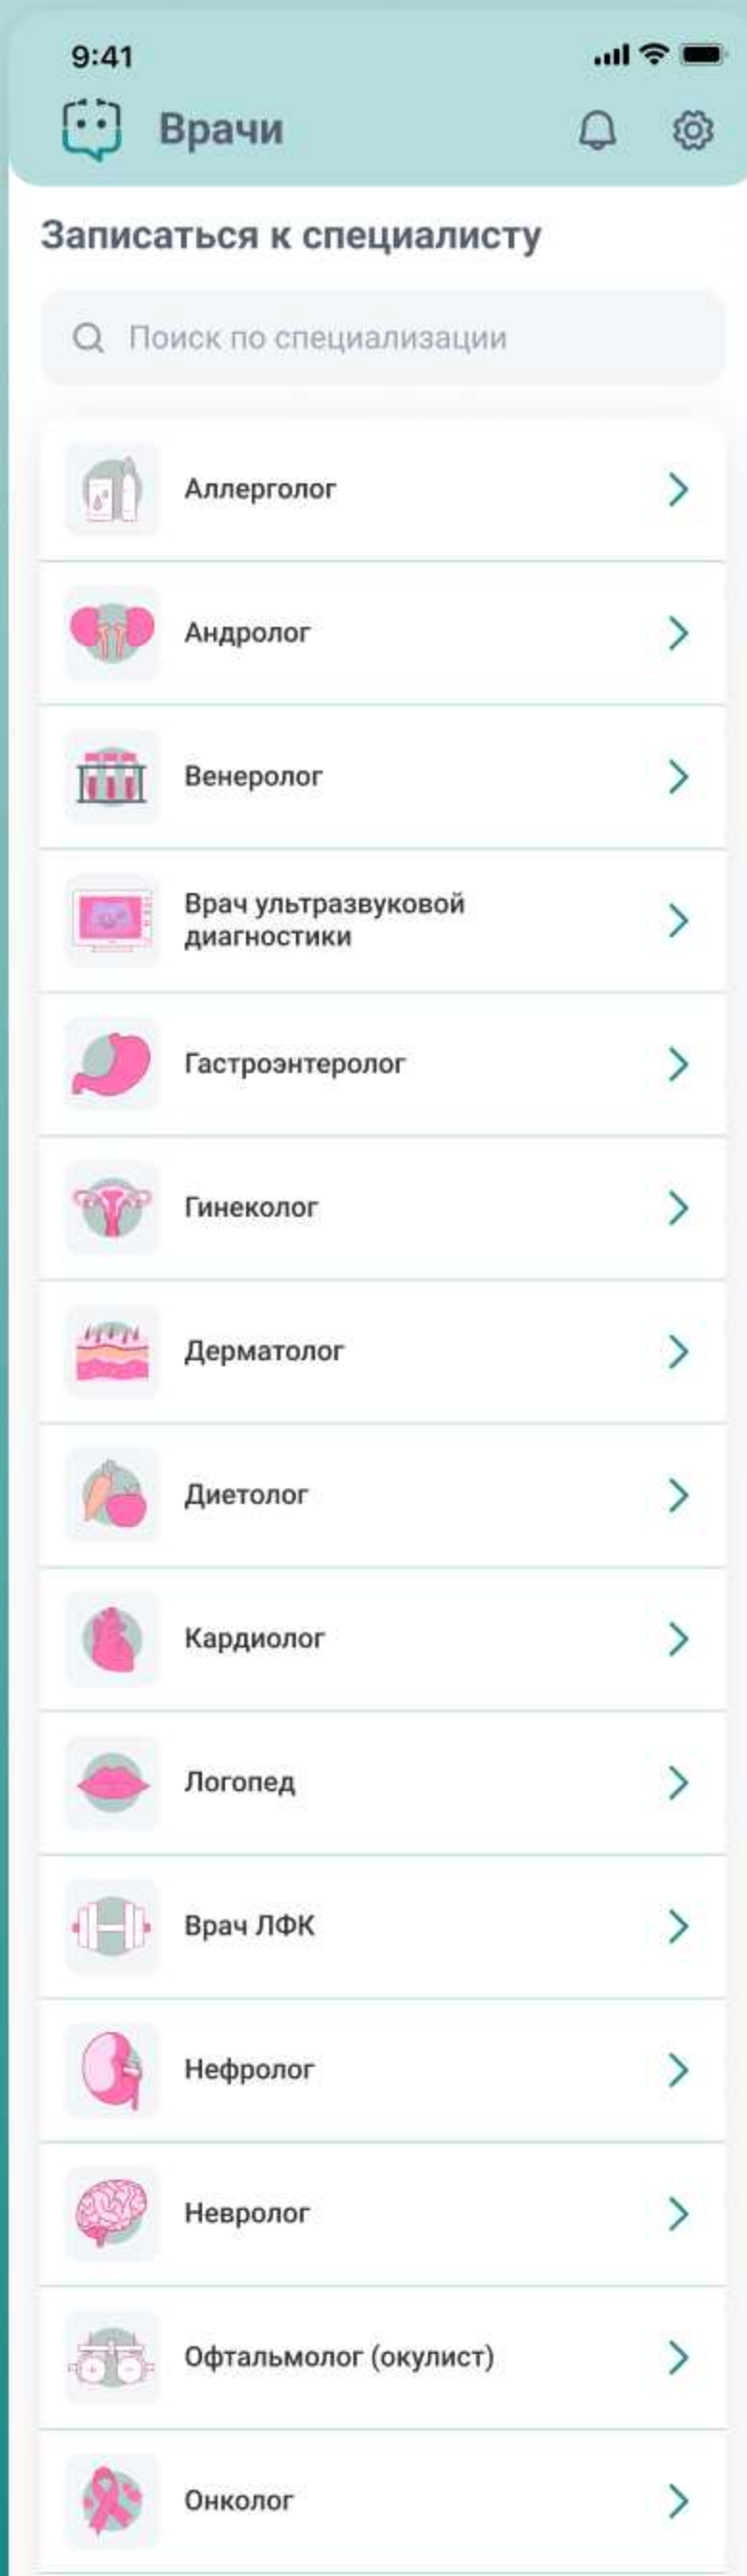 9:41
Врачи
Записаться к специалисту
Поиск по специализации
Аллерголог
Андролог
Венеролог
Врач ультразвуковой
диагностики
Гастроэнтеролог
Гинеколог
Дерматолог
Диетолог
Кардиолог
Логопед
Врач ЛФК
Нефролог
Невролог
Офтальмолог (окулист)
Онколог